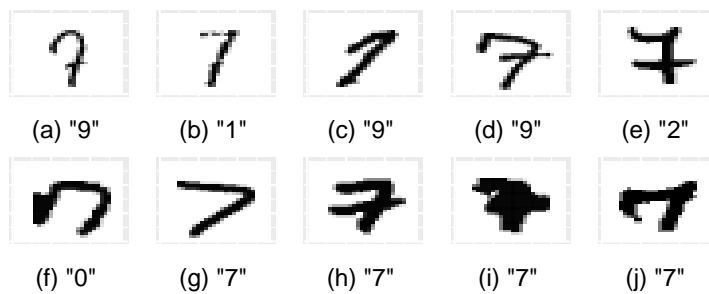 (a) "9" (b) "1" (c) "9" (d) "9" (e) "2"
(f) "0" (g) "7" (h) "7" (i) "7" (j) "7"